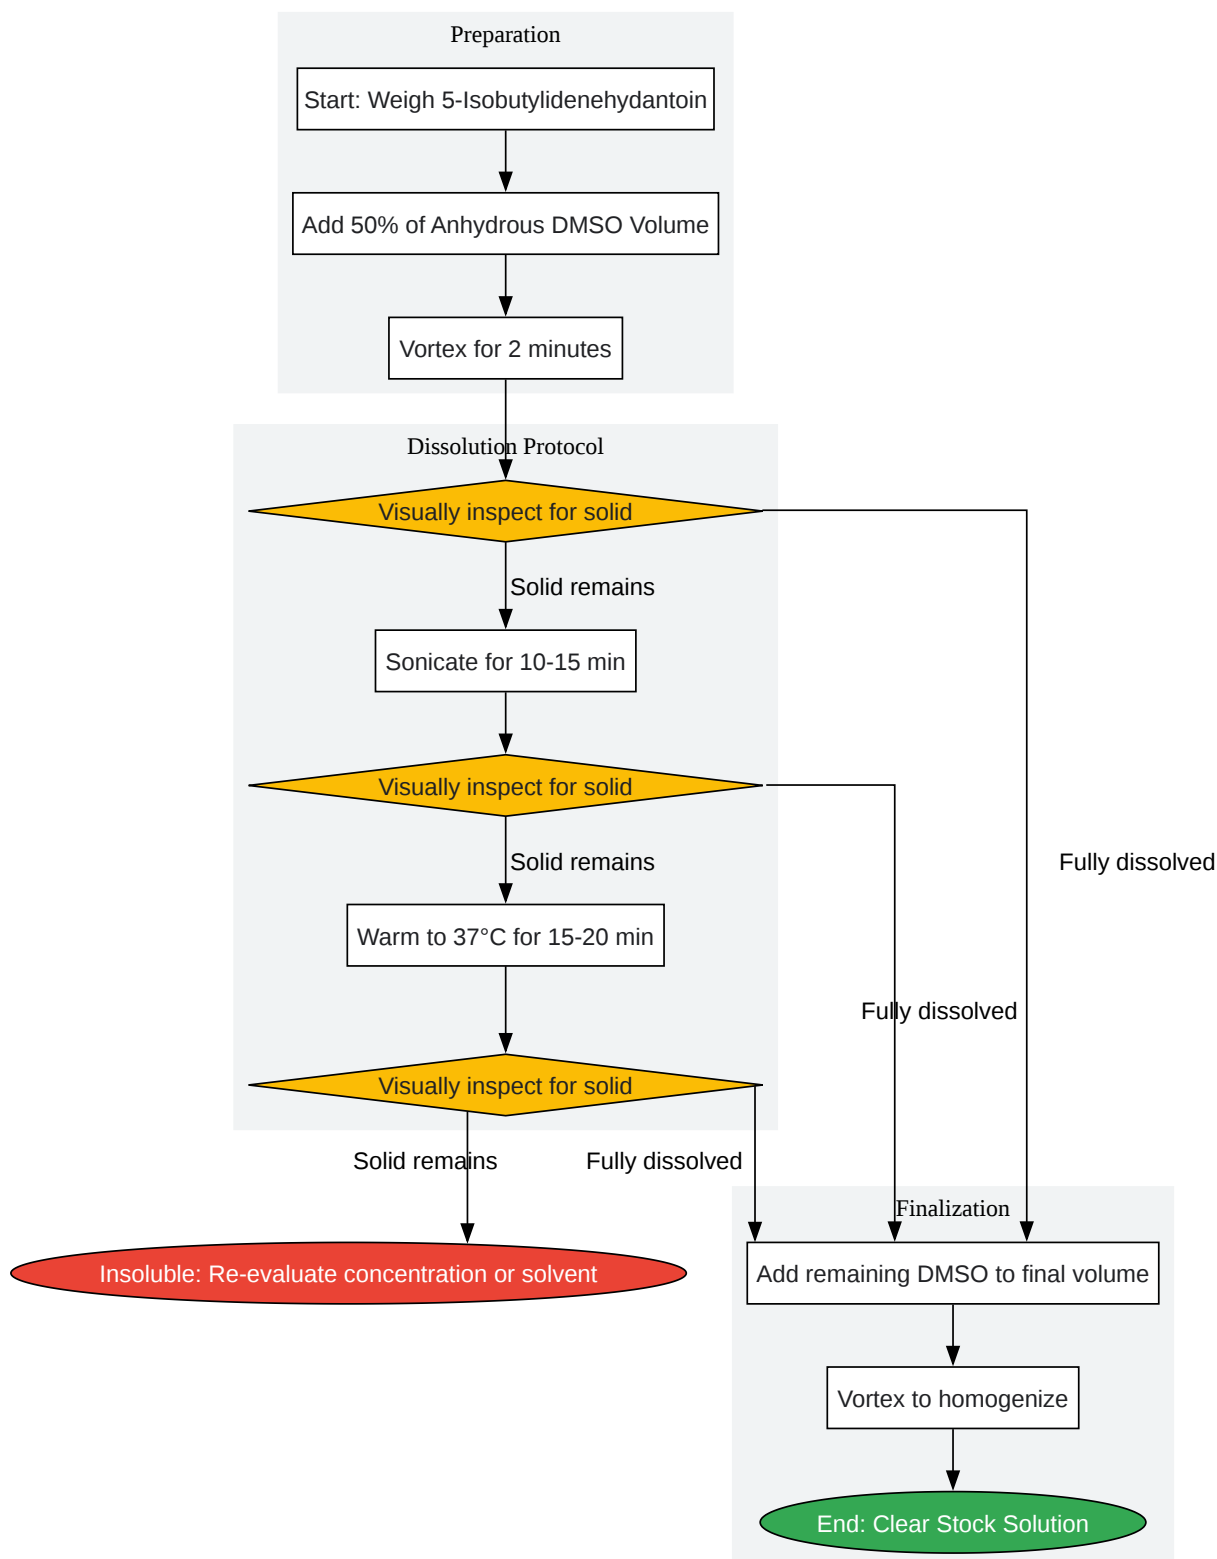 Preparation
Start: Weigh 5-Isobutylidenehydantoin
Add 50% of Anhydrous DMSO Volume
Vortex for 2 minutes
Dissolution Protocol
Visually inspect for solid
Solid remains
Sonicate for 10-15 min
Visually inspect for solid
Solid remains
Fully dissolved
Warm to 37°C for 15-20 min
Fully dissolved
Visually inspect for solid
Solid remains
Fully dissolved
Finalization
Insoluble: Re-evaluate concentration or solvent
Add remaining DMSO to final volume
Vortex to homogenize
End: Clear Stock Solution